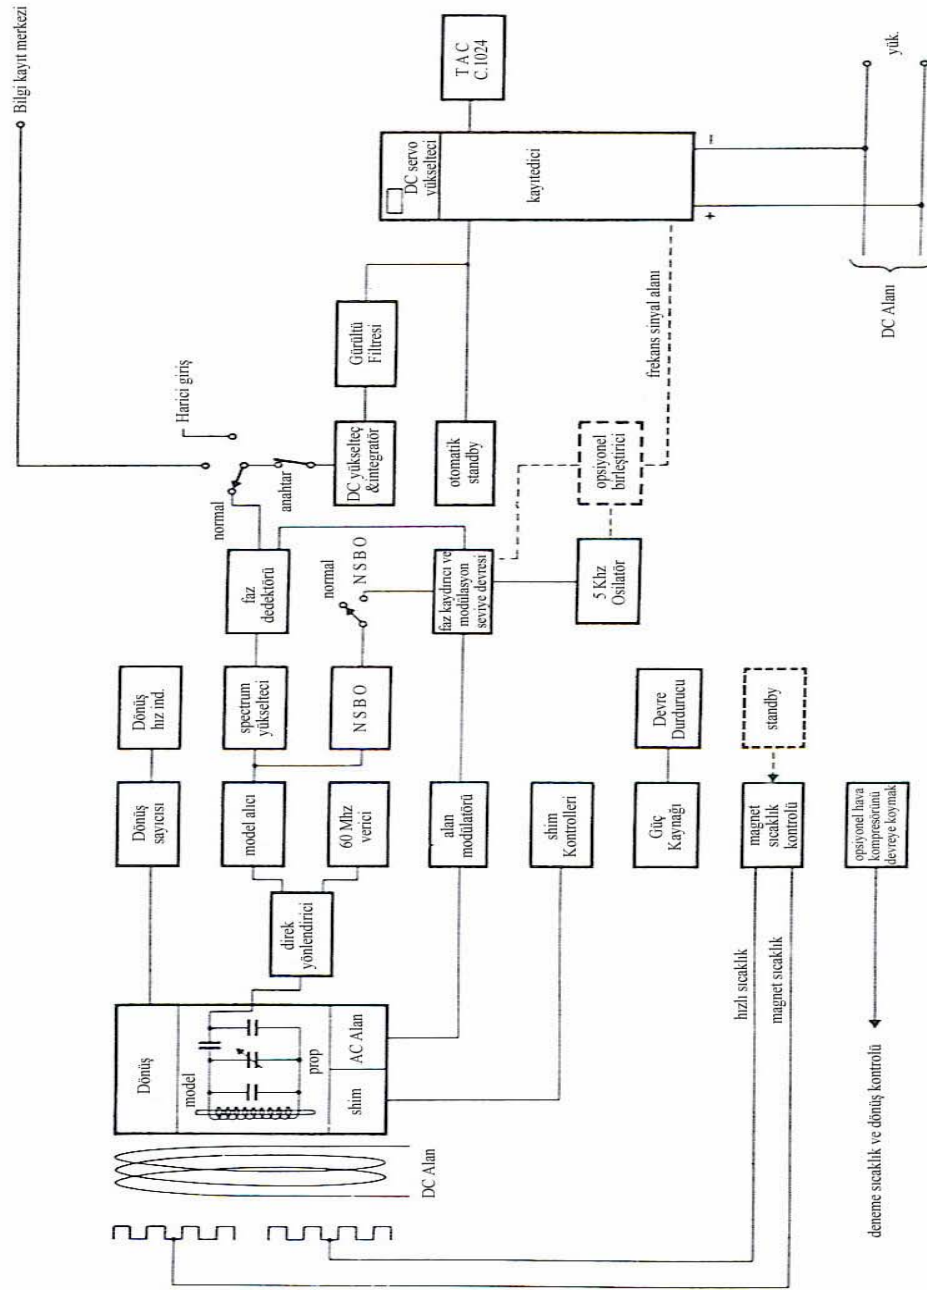 Bilgi kayıt merkezi
TAC
C.1024
yük.
DC servo
yükselteci
kayıtedici
+
−
DC Alanı
Harici giriş
Gürültü
Filtresi
frekans sinyal alanı
normal
anahtar
DC yükselteç
&integratör
otomatik
standby
opsiyonel
birleştirici
faz
dedektörü
normal
NSBO
faz kaydırıcı ve
modülasyon
seviye devresi
5 Khz
Osilatör
Dönüş
hız ind.
spectrum
yükselteci
NSBO
Devre
Durdurucu
standby
Dönüş
sayıcısı
model alıcı
60 Mhz
verici
alan
modülatörü
shim
Kontrolleri
Güç
Kaynağı
magnet
sıcaklık
kontrolü
opsiyonel hava
kompresörünü
devreye koymak
direk
yönlendirici
hızlı sıcaklık
magnet sıcaklık
Dönüş
model
prop
shim
AC Alan
DC Alan
deneme sıcaklık ve dönüş kontrolü